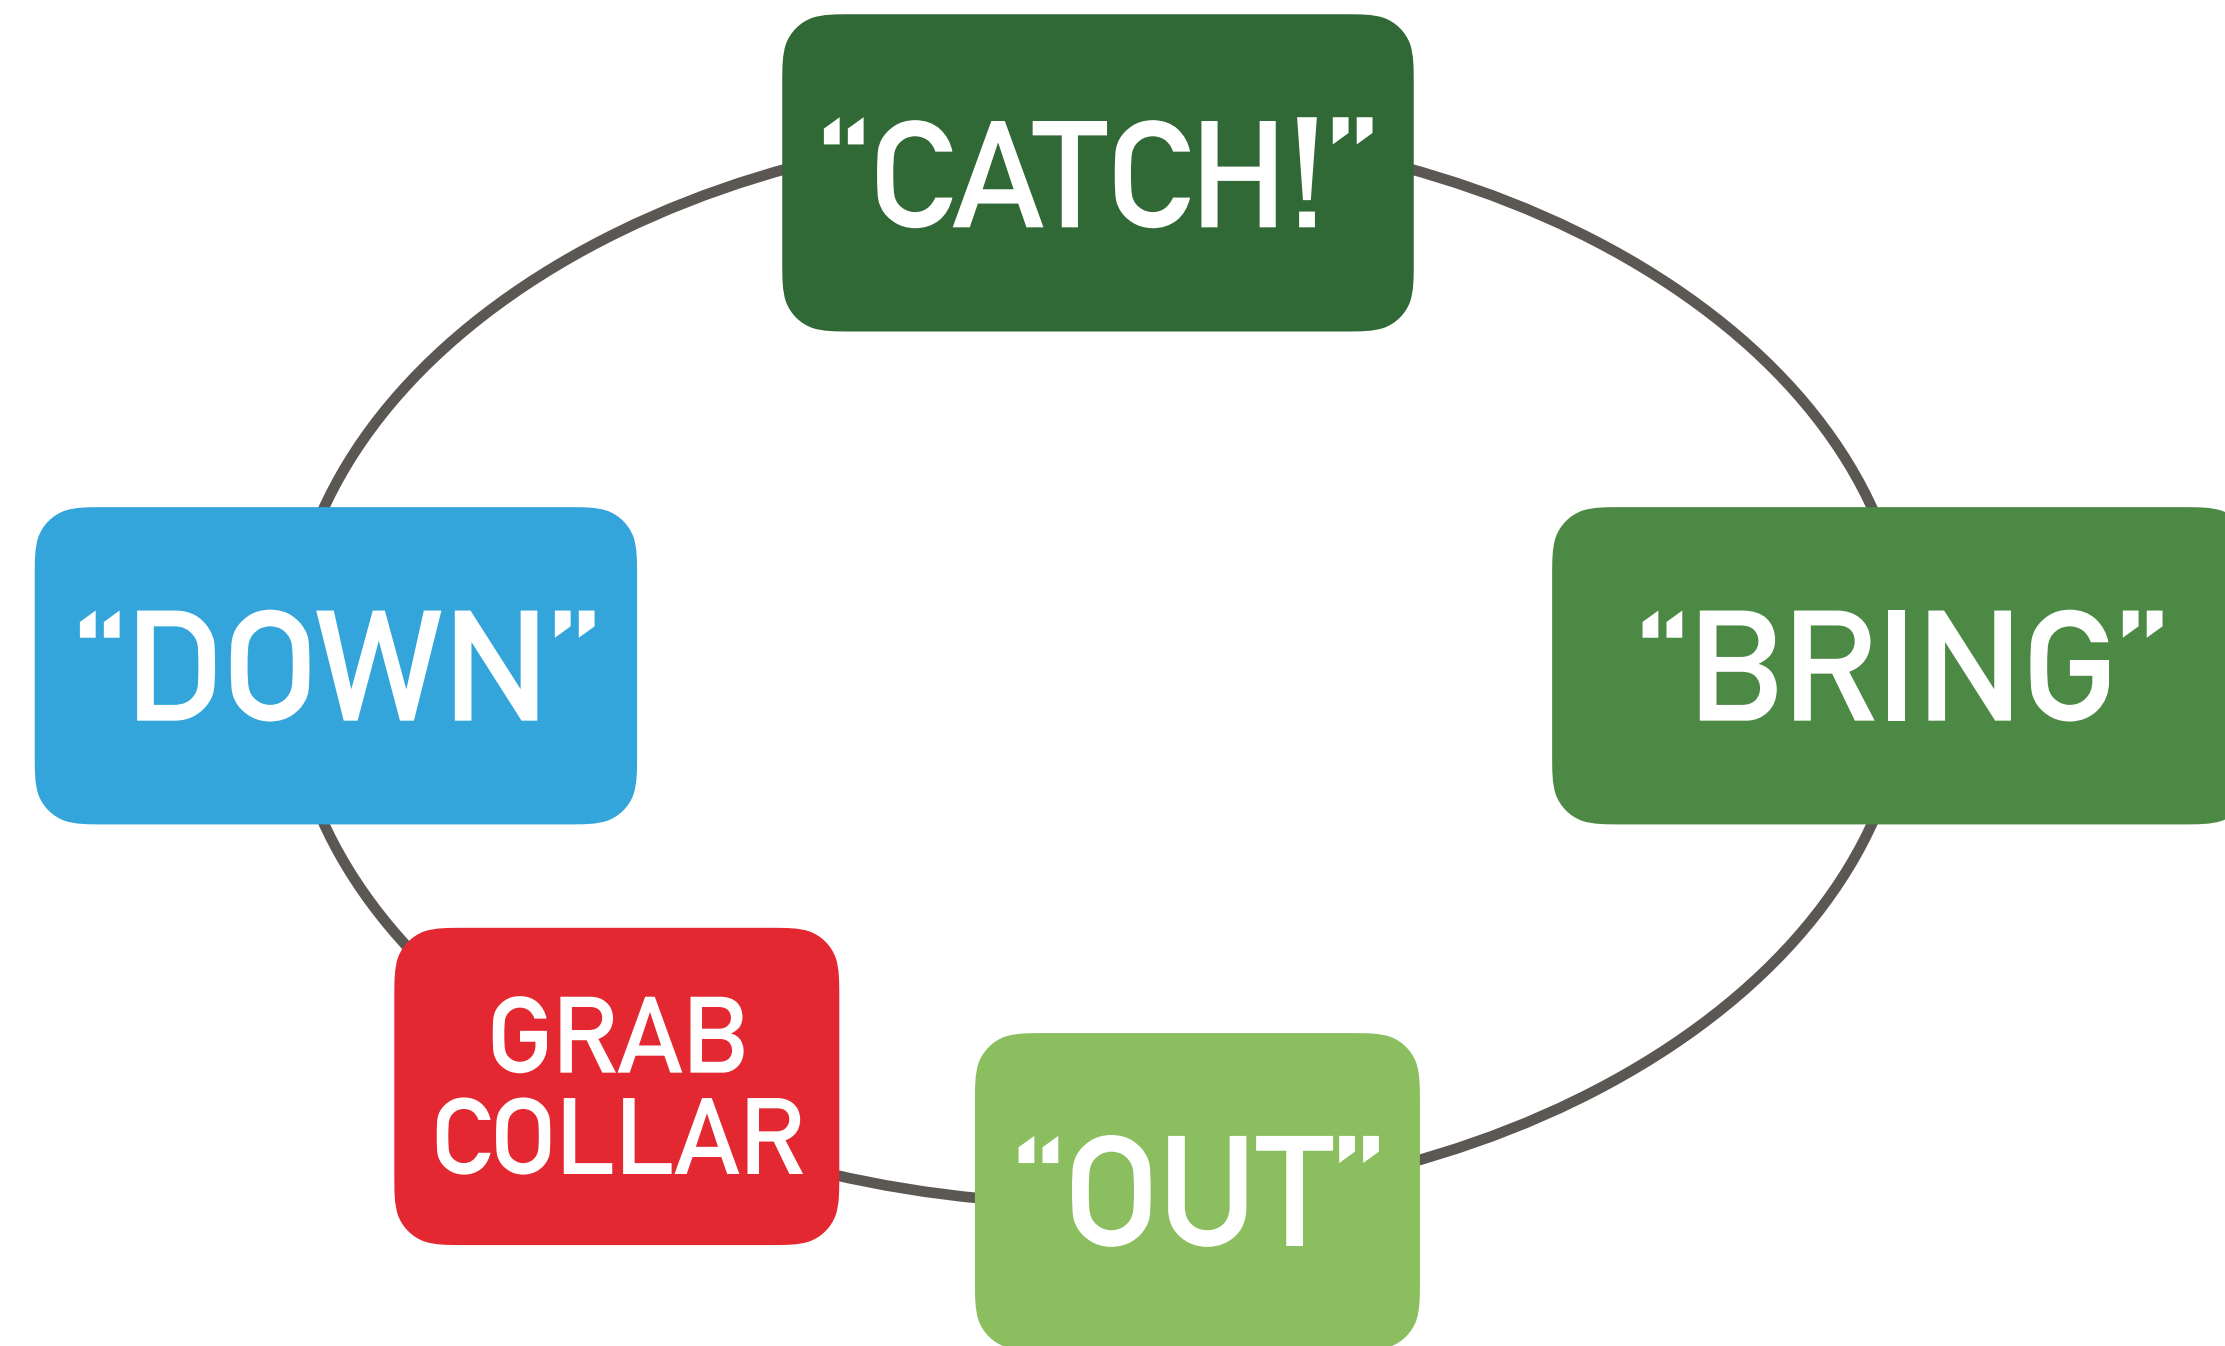 “CATCH!”
“DOWN”
“BRING”
GRAB
COLLAR
“OUT”